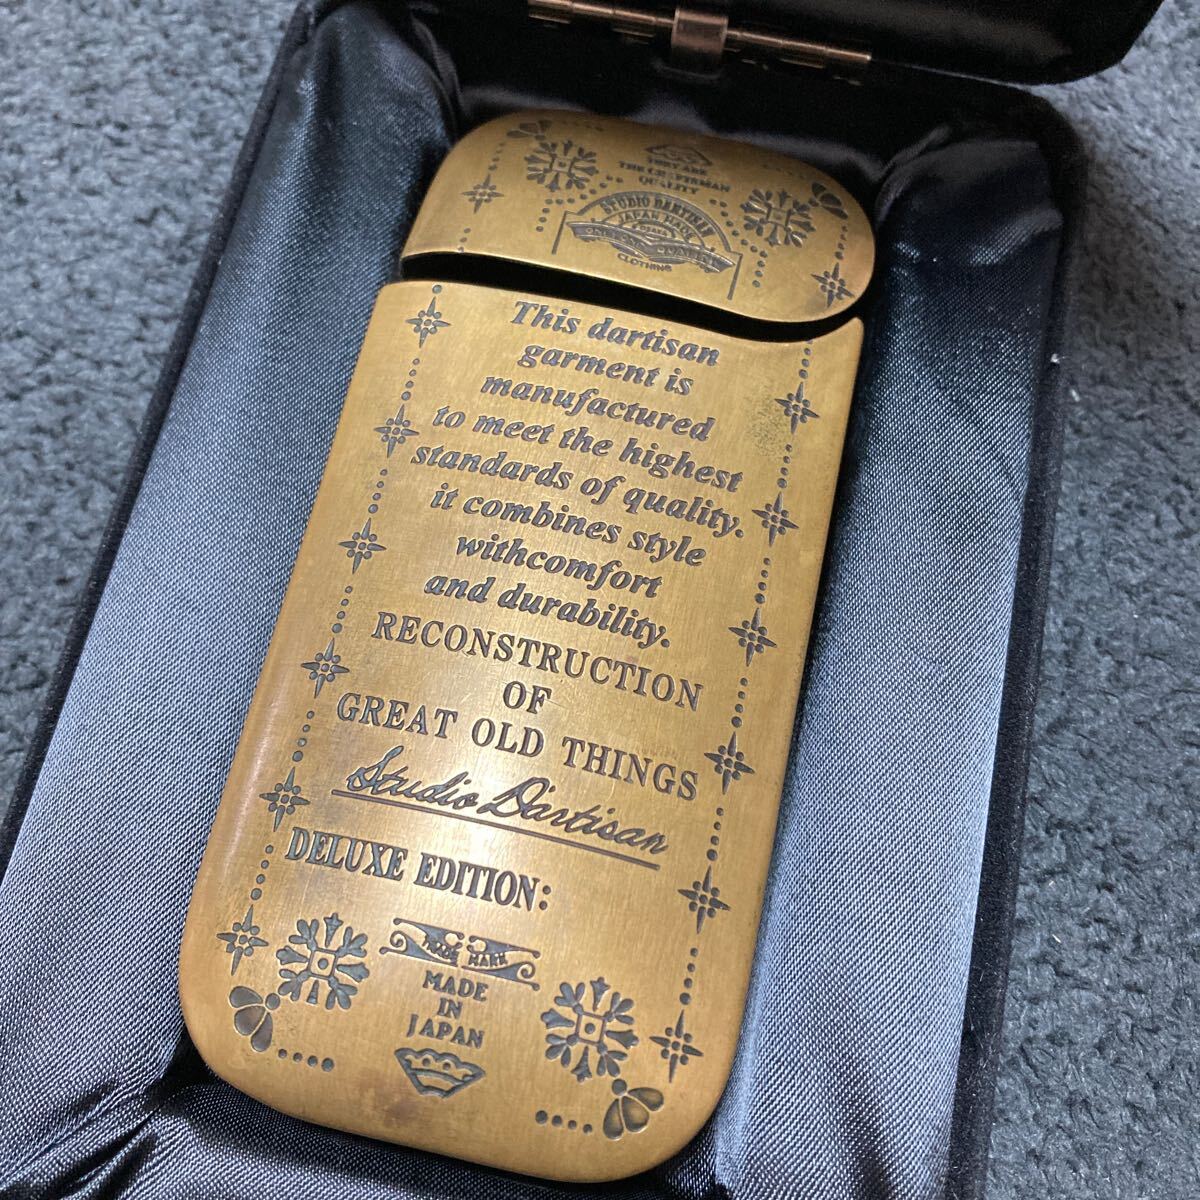 THE CRAFTSMAN
QUALITY
STUDIO DARTISAN
JAPAN MADE
OSAKA
CLOTHING
This dartisan
garment is
manufactured
to meet the highest
standards of quality.
it combines style
withcomfort
and durability.
RECONSTRUCTION
OF
GREAT OLD THINGS
Studio D'artisan
DELUXE EDITION:
TRADE MARK
MADE
IN
JAPAN